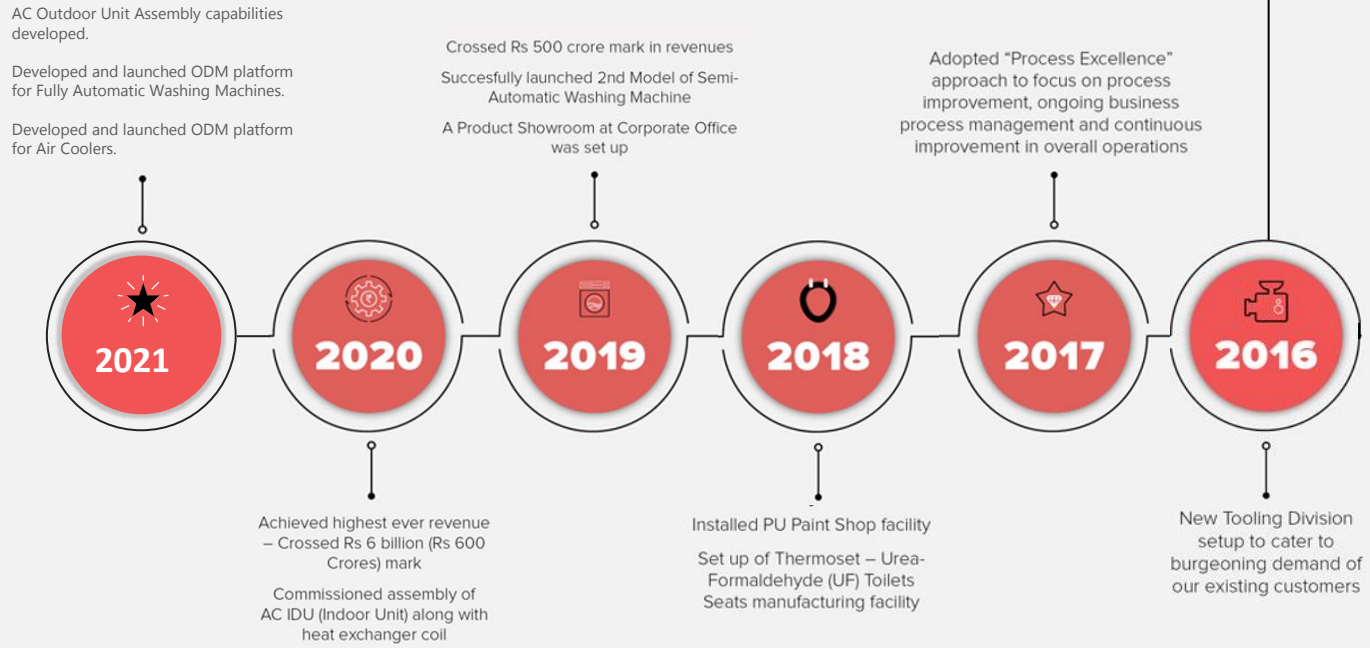 AC Outdoor Unit Assembly capabilities
developed.
Developed and launched ODM platform
for Fully Automatic Washing Machines.
Developed and launched ODM platform
for Air Coolers.
Crossed Rs 500 crore mark in revenues
Succesfully launched 2nd Model of Semi-
Automatic Washing Machine
A Product Showroom at Corporate Office
was set up
Adopted “Process Excellence”
approach to focus on process
improvement, ongoing business
process management and continuous
improvement in overall operations
2021
2020
2019
2018
2017
2016
Achieved highest ever revenue
– Crossed Rs 6 billion (Rs 600
Crores) mark
Commissioned assembly of
AC IDU (Indoor Unit) along with
heat exchanger coil
Installed PU Paint Shop facility
Set up of Thermoset – Urea-
Formaldehyde (UF) Toilets
Seats manufacturing facility
New Tooling Division
setup to cater to
burgeoning demand of
our existing customers